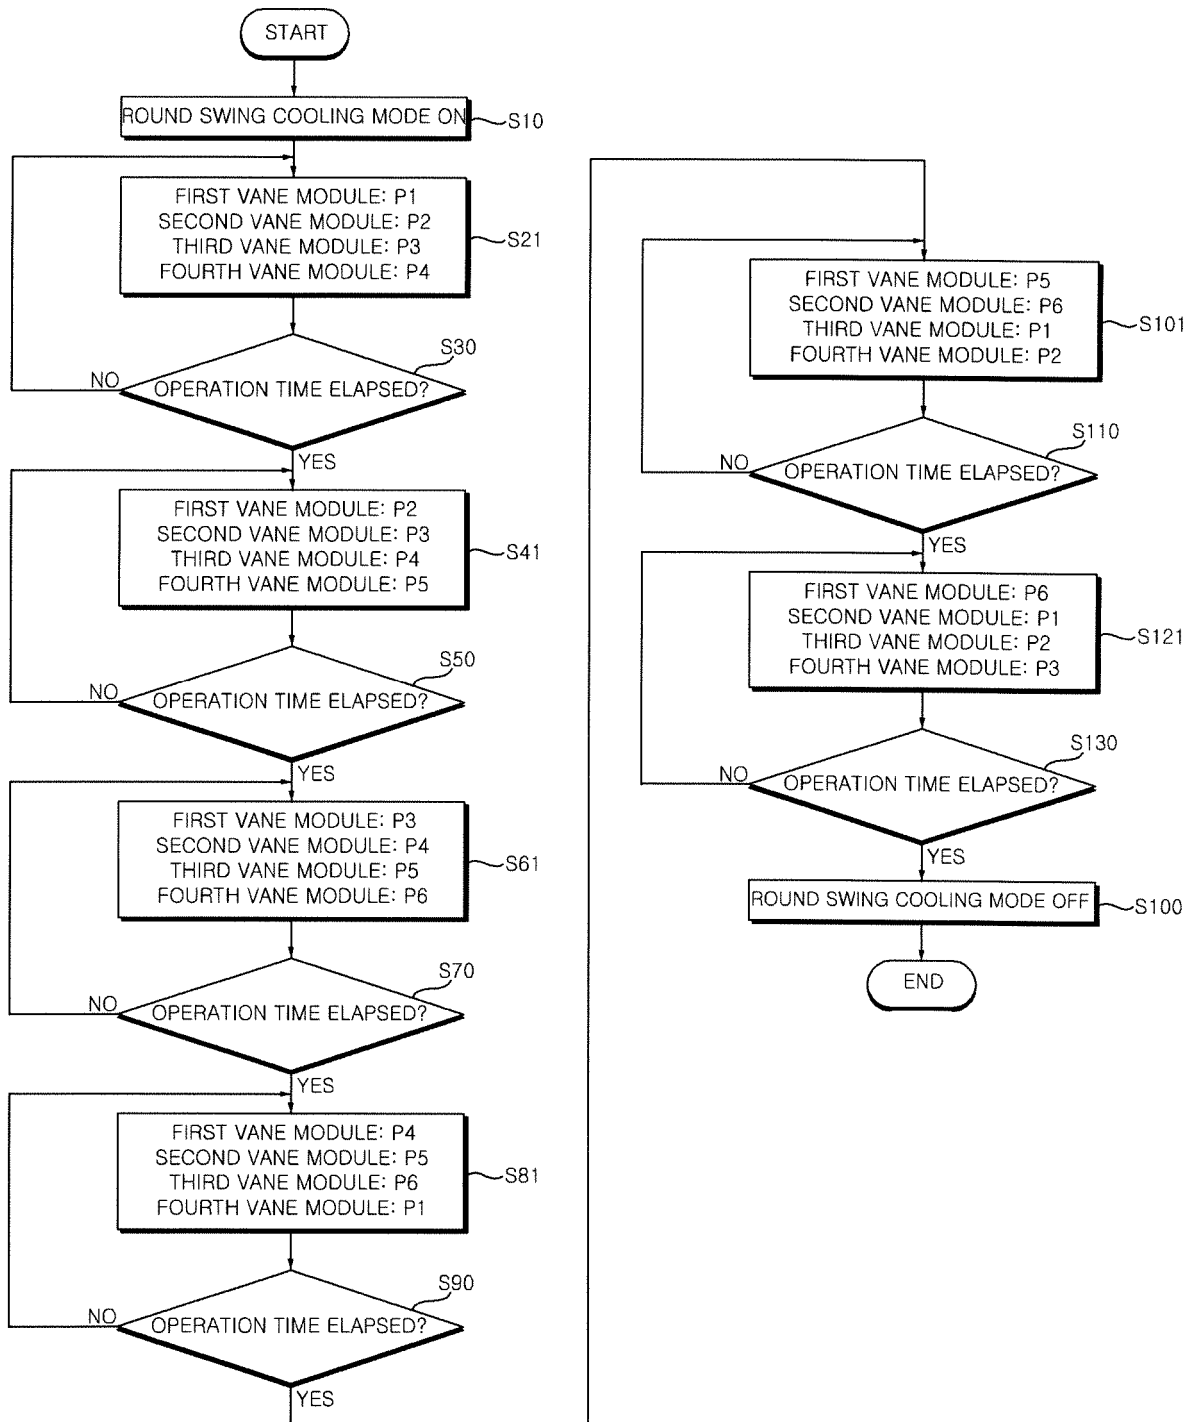 START
ROUND SWING COOLING MODE ON
S10
FIRST VANE MODULE: P1
SECOND VANE MODULE: P2
THIRD VANE MODULE: P3
FOURTH VANE MODULE: P4
S21
S30
NO
OPERATION TIME ELAPSED?
YES
FIRST VANE MODULE: P2
SECOND VANE MODULE: P3
THIRD VANE MODULE: P4
FOURTH VANE MODULE: P5
S41
S50
NO
OPERATION TIME ELAPSED?
YES
FIRST VANE MODULE: P3
SECOND VANE MODULE: P4
THIRD VANE MODULE: P5
FOURTH VANE MODULE: P6
S61
S70
NO
OPERATION TIME ELAPSED?
YES
FIRST VANE MODULE: P4
SECOND VANE MODULE: P5
THIRD VANE MODULE: P6
FOURTH VANE MODULE: P1
S81
S90
NO
OPERATION TIME ELAPSED?
YES
FIRST VANE MODULE: P5
SECOND VANE MODULE: P6
THIRD VANE MODULE: P1
FOURTH VANE MODULE: P2
S101
S110
NO
OPERATION TIME ELAPSED?
YES
FIRST VANE MODULE: P6
SECOND VANE MODULE: P1
THIRD VANE MODULE: P2
FOURTH VANE MODULE: P3
S121
S130
NO
OPERATION TIME ELAPSED?
YES
ROUND SWING COOLING MODE OFF
S100
END